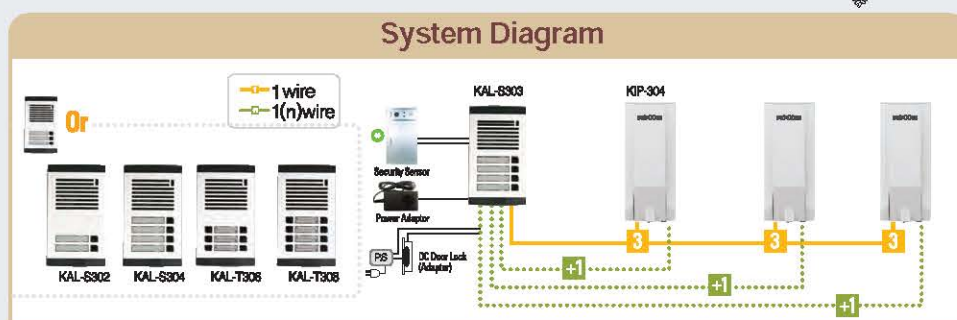 System Diagram
1 wire
1(n)wire
Or
KAL-S303
KIP-304
Security Sensor
Power Adaptor
P/S
DC Door Lock
(Adapter)
KAL-S302
KAL-S304
KAL-T306
KAL-T308
3
3
3
+1
+1
+1